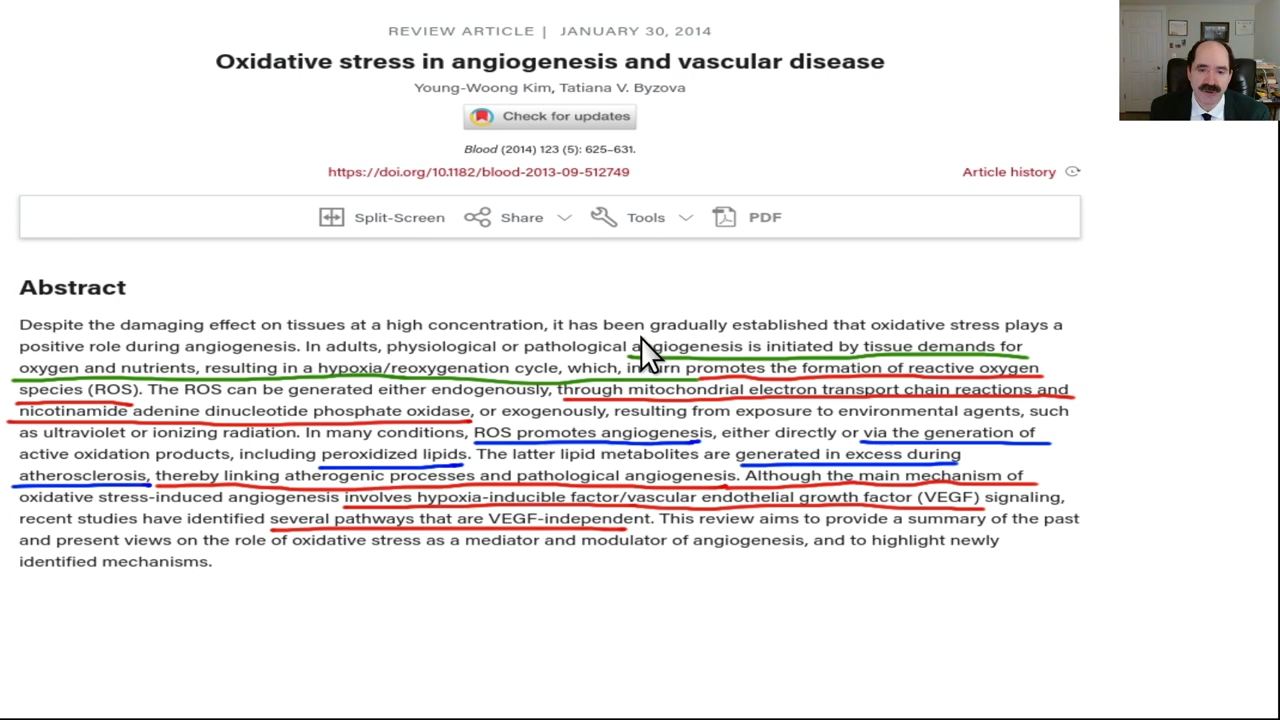 REVIEW ARTICLE | JANUARY 30, 2014
Oxidative stress in angiogenesis and vascular disease
Young-Woong Kim, Tatiana V. Byzova
Check for updates
Blood (2014) 123 (5): 625–631.
https://doi.org/10.1182/blood-2013-09-512749
Article history
Split-Screen Share Tools PDF
Abstract
Despite the damaging effect on tissues at a high concentration, it has been gradually established that oxidative stress plays a
positive role during angiogenesis. In adults, physiological or pathological angiogenesis is initiated by tissue demands for
oxygen and nutrients, resulting in a hypoxia/reoxygenation cycle, which, in turn promotes the formation of reactive oxygen
species (ROS). The ROS can be generated either endogenously, through mitochondrial electron transport chain reactions and
nicotinamide adenine dinucleotide phosphate oxidase, or exogenously, resulting from exposure to environmental agents, such
as ultraviolet or ionizing radiation. In many conditions, ROS promotes angiogenesis, either directly or via the generation of
active oxidation products, including peroxidized lipids. The latter lipid metabolites are generated in excess during
atherosclerosis, thereby linking atherogenic processes and pathological angiogenesis. Although the main mechanism of
oxidative stress-induced angiogenesis involves hypoxia-inducible factor/vascular endothelial growth factor (VEGF) signaling,
recent studies have identified several pathways that are VEGF-independent. This review aims to provide a summary of the past
and present views on the role of oxidative stress as a mediator and modulator of angiogenesis, and to highlight newly
identified mechanisms.